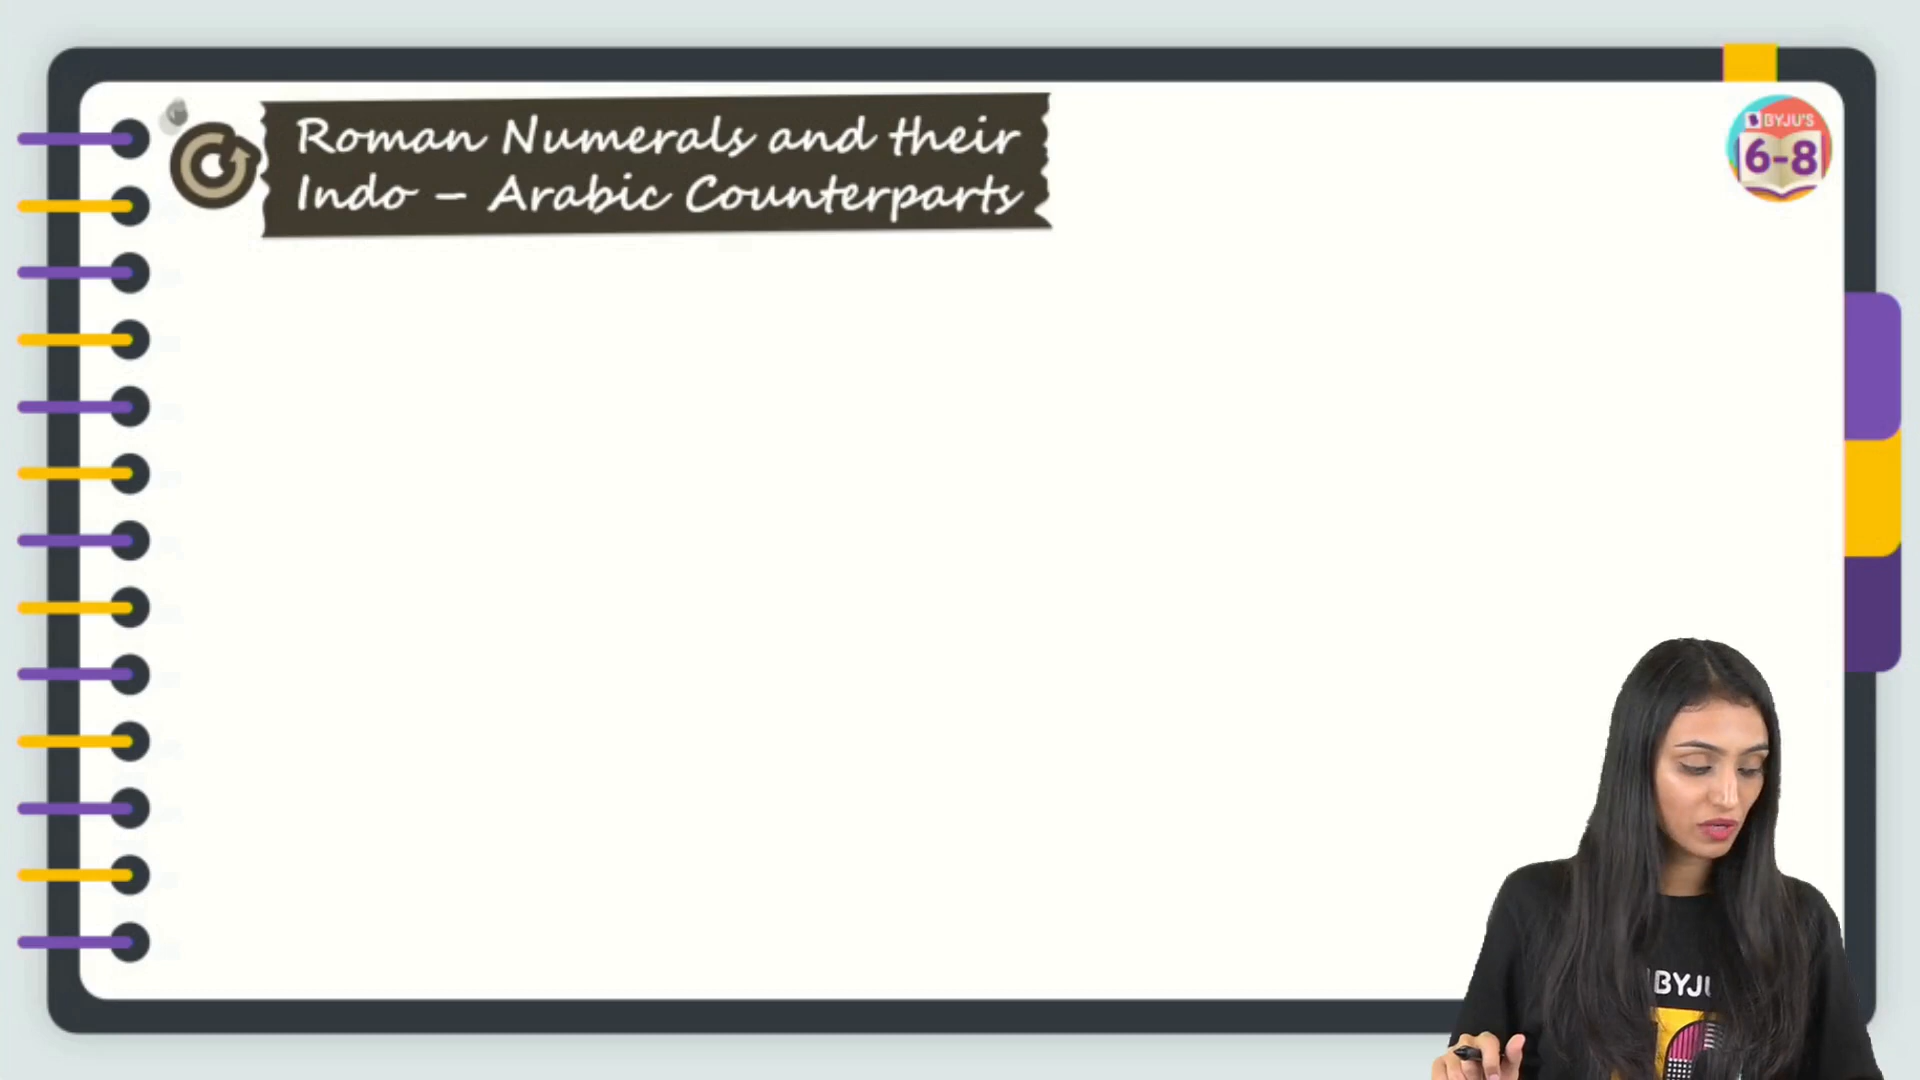 Roman Numerals and their
Indo – Arabic Counterparts
BYJU'S
6-8
BYJU